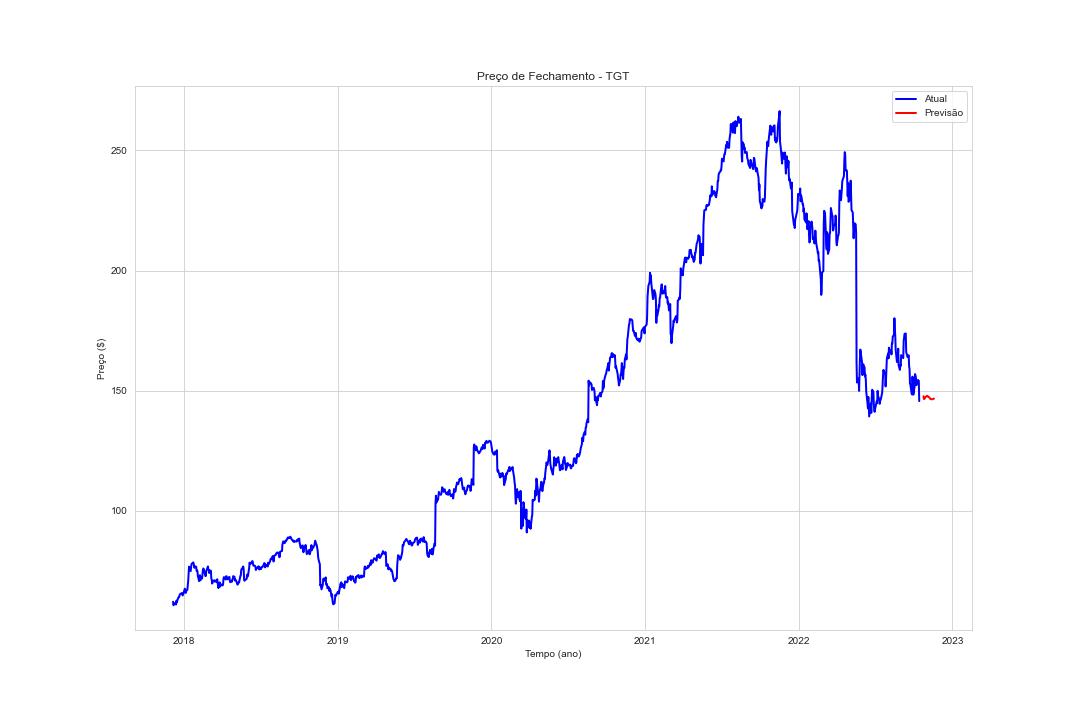 Preço de Fechamento - TGT
Atual
Previsão
250
200
150
100
Preço ($)
2018 2019 2020 2021 2022 2023
Tempo (ano)